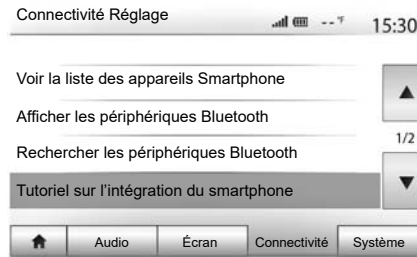 Connectivité Réglage
-- °F 15:30
Voir la liste des appareils Smartphone
Afficher les périphériques Bluetooth
Rechercher les périphériques Bluetooth
1/2
Tutoriel sur l'intégration du smartphone
Audio Écran Connectivité Système